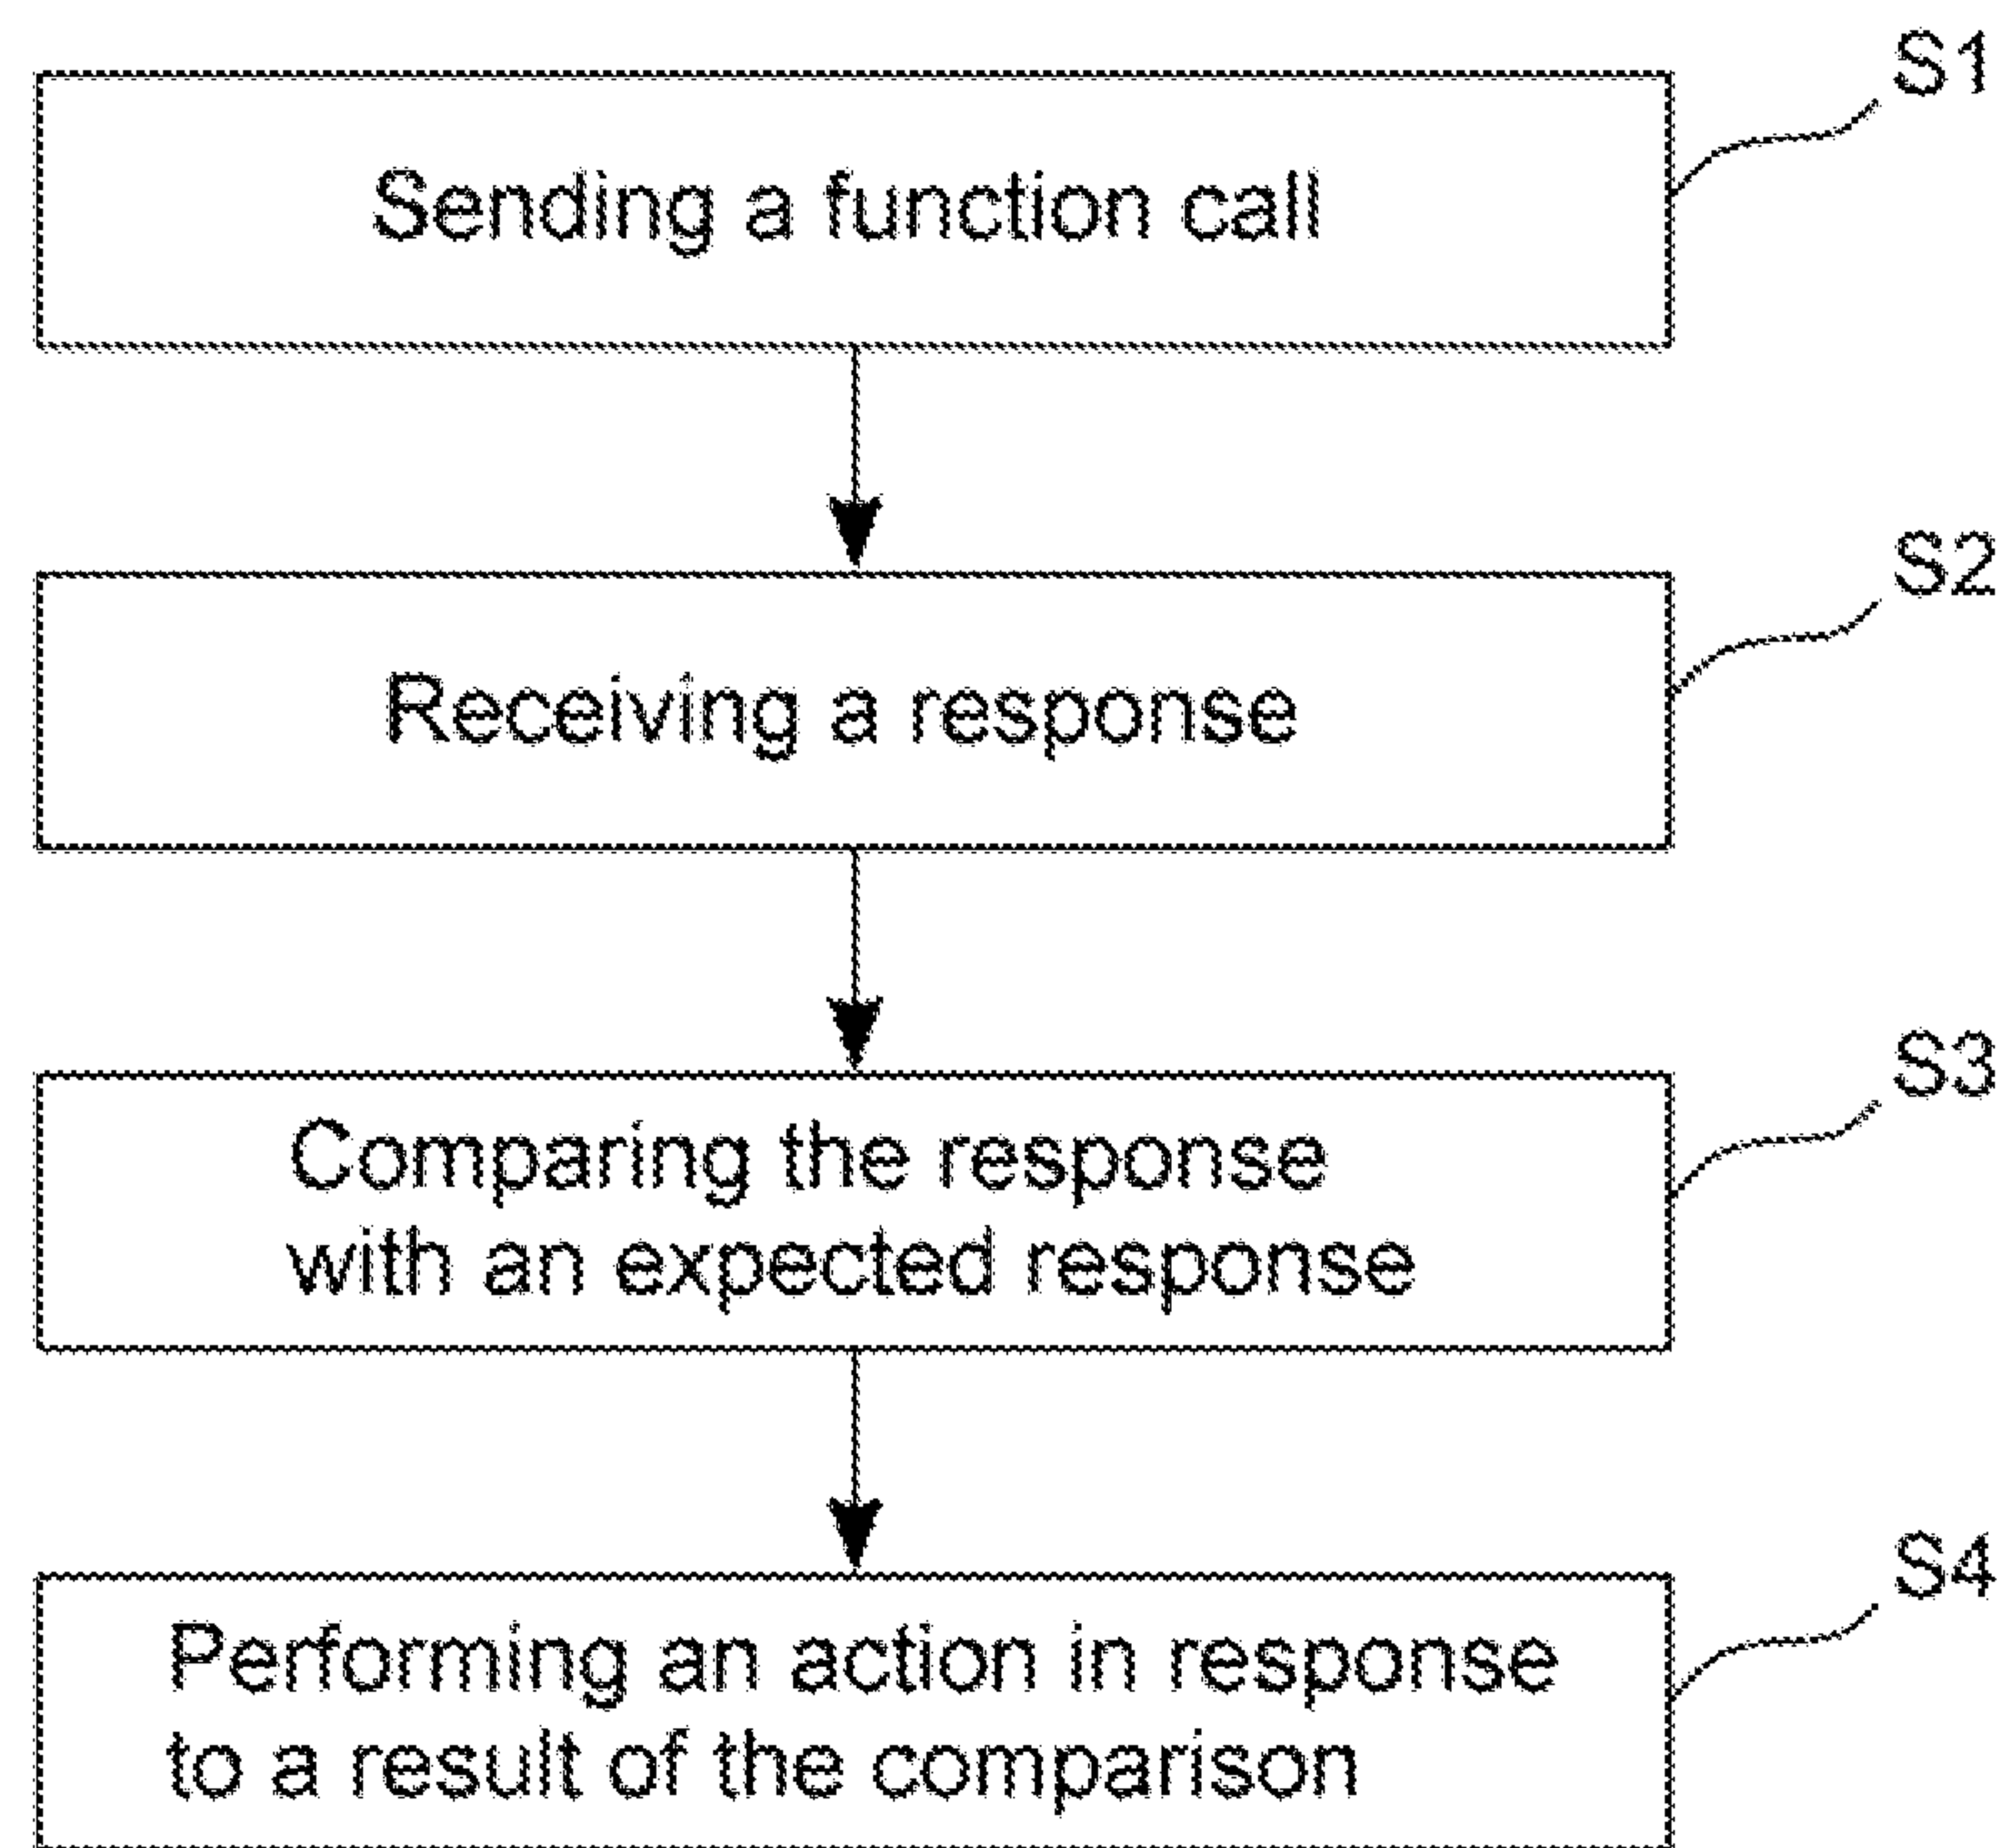 S1
Sending a function call
S2
Receiving a response
S3
Comparing the response
with an expected response
S4
Performing an action in response
to a result of the comparison